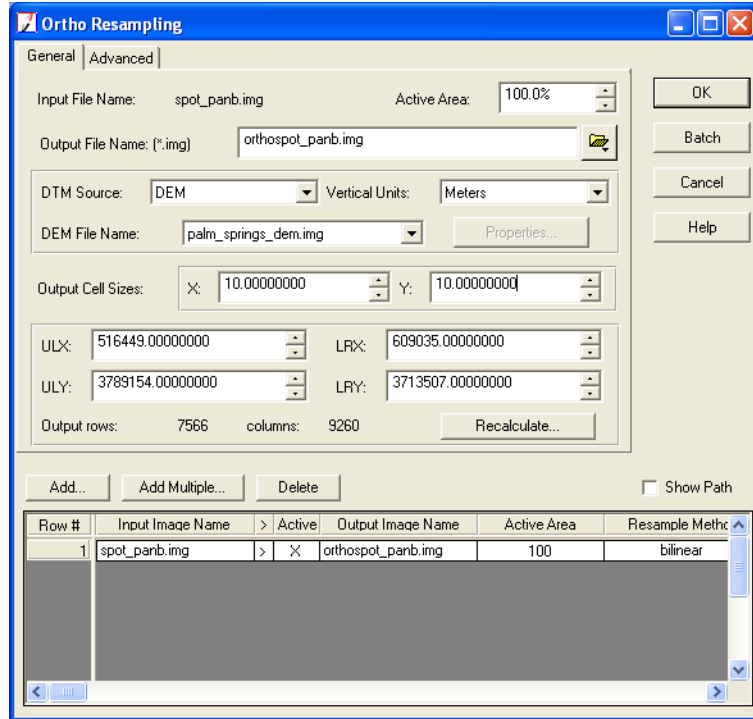 Ortho Resampling
General Advanced
Input File Name: spot_panb.img Active Area: 100.0%
OK
Output File Name: (*.img) orthospot_panb.img
Batch
DTM Source: DEM Vertical Units: Meters
Cancel
DEM File Name: palm_springs_dem.img Properties...
Help
Output Cell Sizes: X: 10.00000000 Y: 10.00000000
ULX: 516449.00000000 LRX: 609035.00000000
ULY: 3789154.00000000 LRY: 3713507.00000000
Output rows: 7566 columns: 9260 Recalculate...
Add... Add Multiple... Delete Show Path
Row # Input Image Name > Active Output Image Name Active Area Resample Metho
1 spot_panb.img > X orthospot_panb.img 100 bilinear